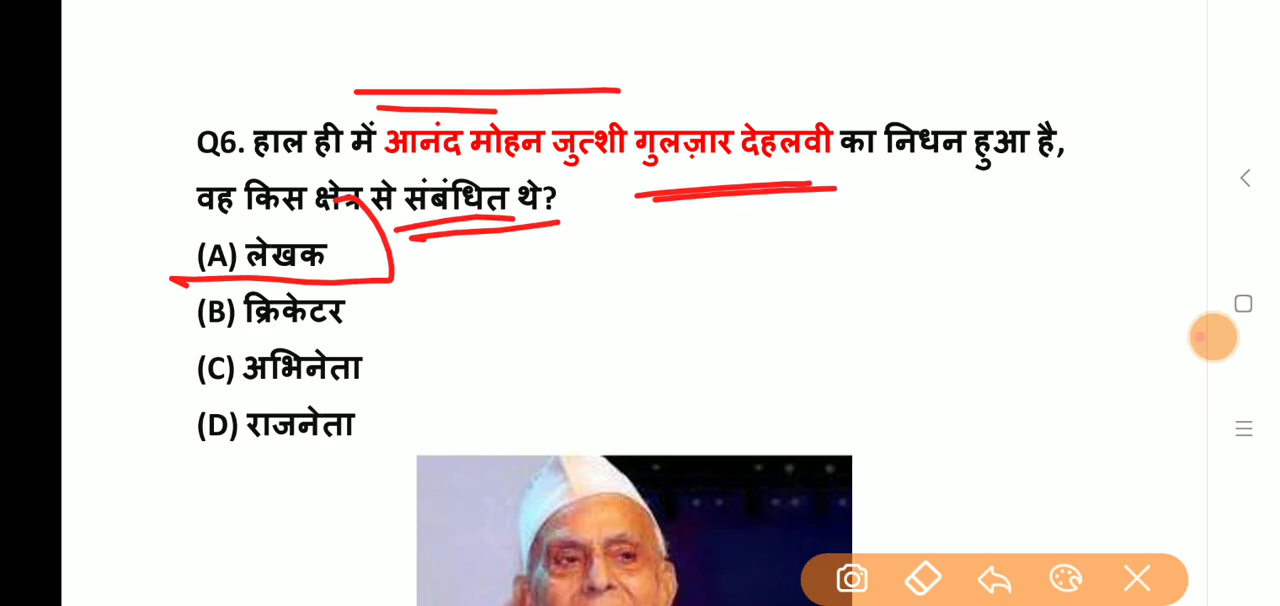 Q6. हाल ही में आनंद मोहन जुत्शी गुलज़ार देहलवी का निधन हुआ है,
वह किस क्षेत्र से संबंधित थे?
(A) लेखक
(B) क्रिकेटर
(C) अभिनेता
(D) राजनेता